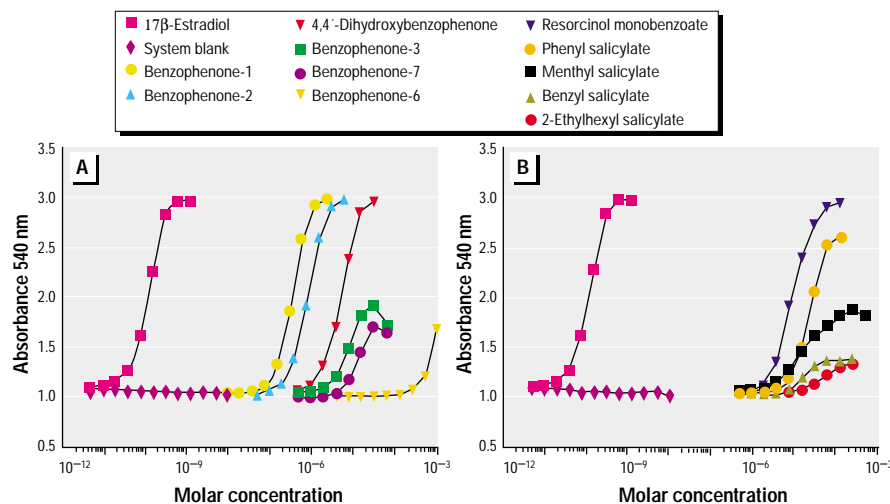 17β-Estradiol
System blank
Benzophenone-1
Benzophenone-2
4,4´-Dihydroxybenzophenone
Benzophenone-3
Benzophenone-7
Benzophenone-6
Resorcinol monobenzoate
Phenyl salicylate
Menthyl salicylate
Benzyl salicylate
2-Ethylhexyl salicylate
A
Absorbance 540 nm
3.5
3.0
2.5
2.0
1.5
1.0
0.5
10⁻¹² 10⁻⁹ 10⁻⁶ 10⁻³
Molar concentration
B
Absorbance 540 nm
3.5
3.0
2.5
2.0
1.5
1.0
0.5
10⁻¹² 10⁻⁹ 10⁻⁶ 10⁻³
Molar concentration